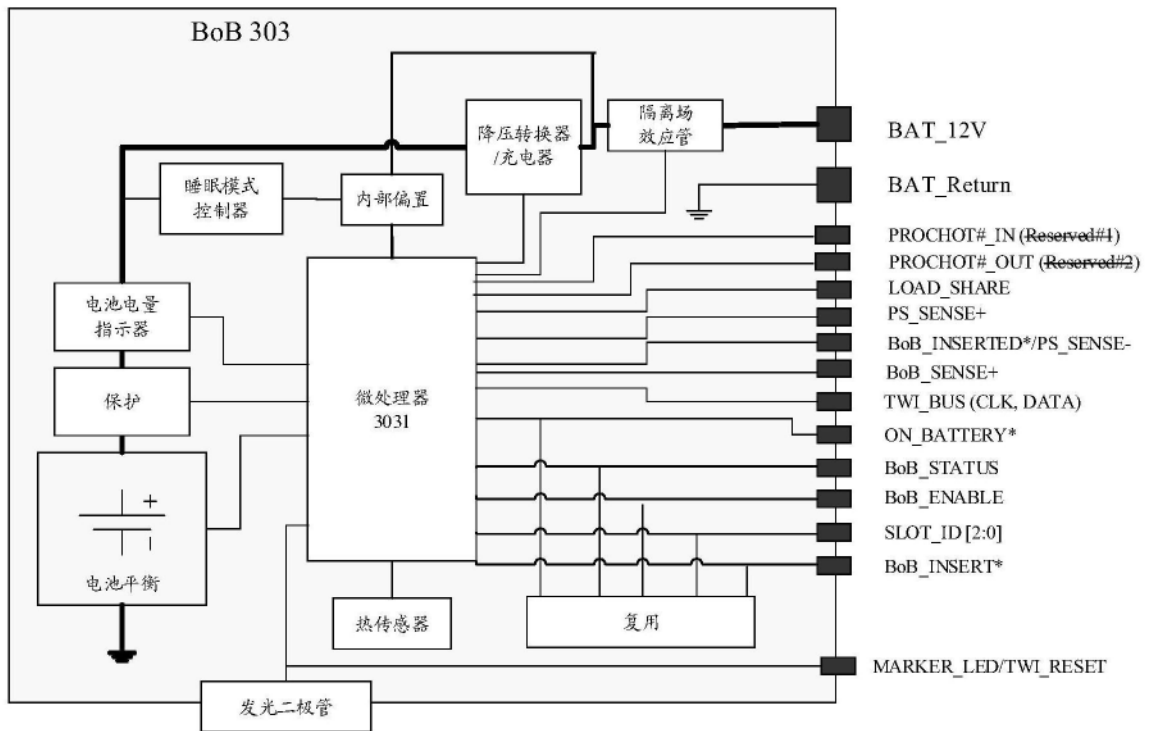 BoB 303
降压转换器
/充电器
隔离场
效应管
BAT_12V
睡眠模式
控制器
内部偏置
BAT_Return
PROCHOT#_IN (Reserved#1)
PROCHOT#_OUT (Reserved#2)
LOAD_SHARE
电池电量
指示器
PS_SENSE+
BoB_INSERTED*/PS_SENSE-
BoB_SENSE+
保护
微处理器
3031
TWI_BUS (CLK, DATA)
ON_BATTERY*
BoB_STATUS
BoB_ENABLE
+
SLOT_ID [2:0]
BoB_INSERT*
电池平衡
热传感器
复用
MARKER_LED/TWI_RESET
发光二极管